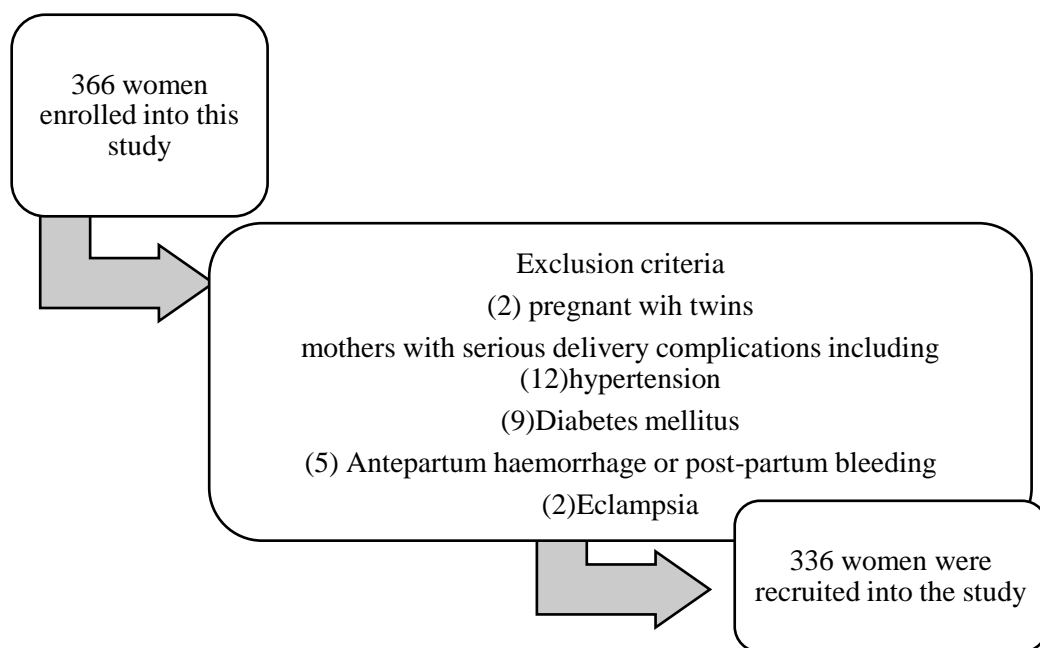 366 women
enrolled into this
study
Exclusion criteria
(2) pregnant wih twins
mothers with serious delivery complications including
(12)hypertension
(9)Diabetes mellitus
(5) Antepartum haemorrhage or post-partum bleeding
(2)Eclampsia
336 women were
recruited into the study